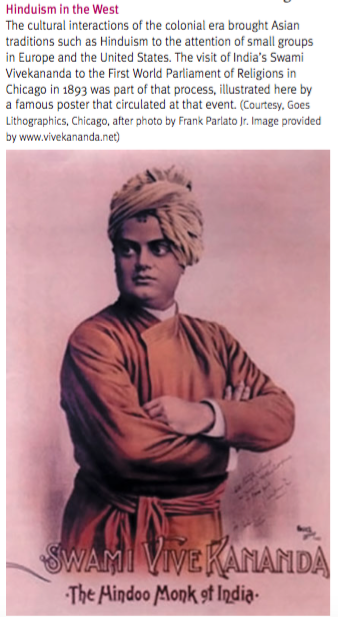 Hinduism in the West
The cultural interactions of the colonial era brought Asian
traditions such as Hinduism to the attention of small groups
in Europe and the United States. The visit of India's Swami
Vivekananda to the First World Parliament of Religions in
Chicago in 1893 was part of that process, illustrated here by
a famous poster that circulated at that event. (Courtesy, Goes
Lithographics, Chicago, after photo by Frank Parlato Jr. Image provided
by www.vivekananda.net)
SWAMI VIVEKANANDA
·The Hindoo Monk of India·